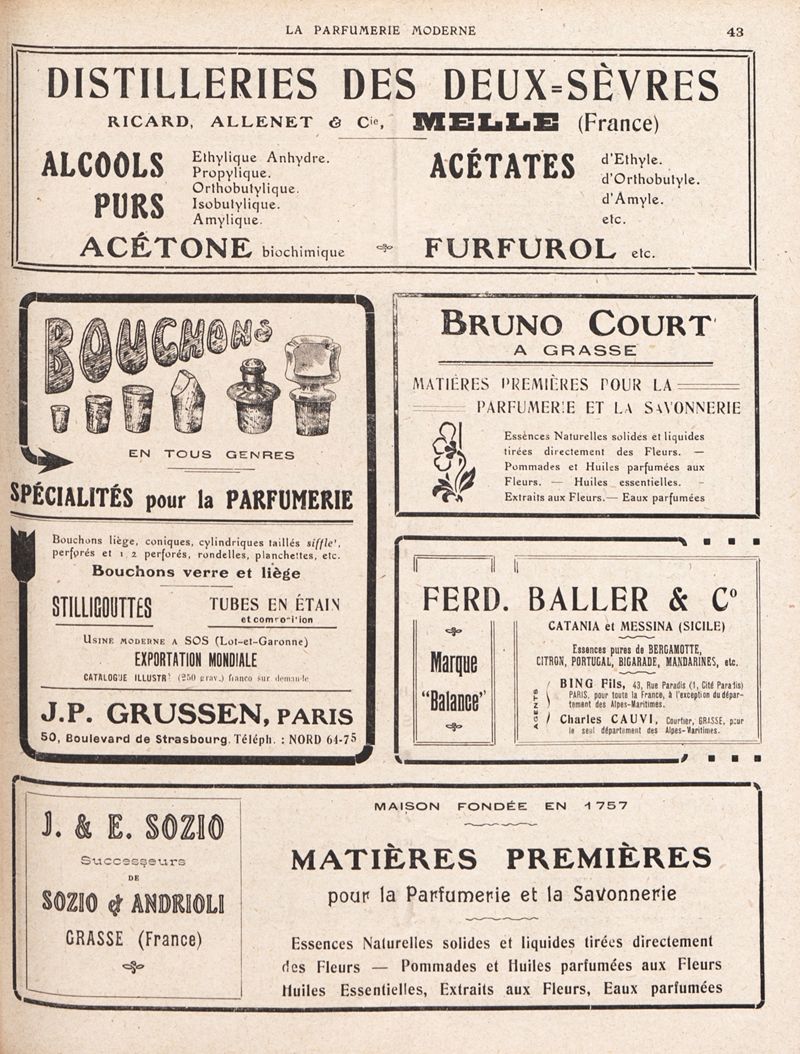 LA PARFUMERIE MODERNE
43
DISTILLERIES DES DEUX=SÈVRES
RICARD, ALLENET & Cie, MELLE (France)
ALCOOLS PURS
Ethylique Anhydre.
Propylique.
Orthobutylique.
Isobutylique.
Amylique.
ACÉTATES
d'Ethyle.
d'Orthobutyle.
d'Amyle.
etc.
ACÉTONE biochimique
FURFUROL etc.
BOUCHONS
EN TOUS GENRES
SPÉCIALITÉS pour la PARFUMERIE
Bouchons liège, coniques, cylindriques taillés
perforés et 1/2 perforés, rondelles, planchettes, etc.
Bouchons verre et liège
STILLIGOUTTES
TUBES EN ÉTAIN
et composition
USINE MODERNE A SOS (Lot-et-Garonne)
EXPORTATION MONDIALE
CATALOGUE ILLUSTRÉ (250 grav.) franco sur demande
J.P. GRUSSEN, PARIS
50, Boulevard de Strasbourg. Téléph. : NORD 64-75
BRUNO COURT
A GRASSE
MATIÈRES PREMIÈRES POUR LA
PARFUMERIE ET LA SAVONNERIE
Essences Naturelles solides et liquides
tirées directement des Fleurs. —
Pommades et Huiles parfumées aux
Fleurs. — Huiles essentielles. —
Extraits aux Fleurs. — Eaux parfumées
FERD. BALLER & Co
Marque
"Balance"
CATANIA et MESSINA (SICILE)
Essences pures de BERGAMOTTE,
CITRON, PORTUGAL, BIGARADE, MANDARINES, etc.
AGENTS
BING Fils, 43, Rue Paradis (1, Cité Paradis)
PARIS, pour toute la France, à l'exception du dépar-
tement des Alpes-Maritimes.
Charles CAUVI, Courtier, GRASSE, pour
le seul département des Alpes-Maritimes.
J. & E. SOZIO
Successeurs
DE
SOZIO & ANDRIOLI
GRASSE (France)
MAISON FONDÉE EN 1757
MATIÈRES PREMIÈRES
pour la Parfumerie et la Savonnerie
Essences Naturelles solides et liquides tirées directement
des Fleurs — Pommades et Huiles parfumées aux Fleurs
Huiles Essentielles, Extraits aux Fleurs, Eaux parfumées